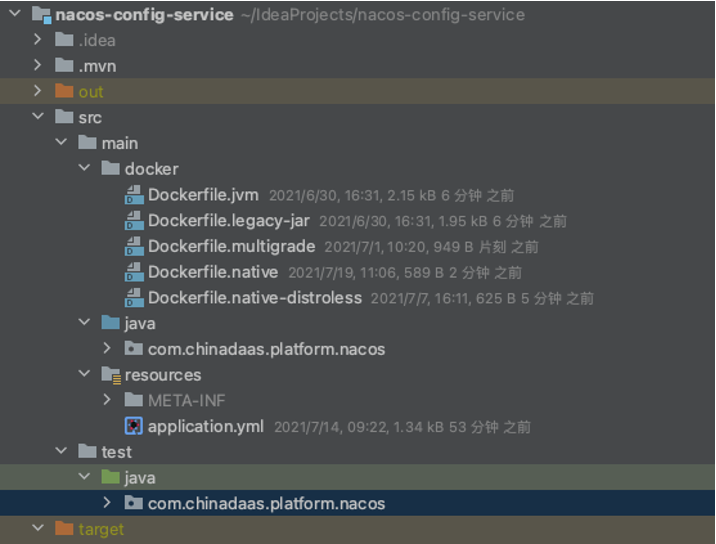 nacos-config-service ~/IdeaProjects/nacos-config-service
.idea
.mvn
out
src
main
docker
Dockerfile.jvm 2021/6/30, 16:31, 2.15 kB 6 分钟 之前
Dockerfile.legacy-jar 2021/6/30, 16:31, 1.95 kB 6 分钟 之前
Dockerfile.multigrade 2021/7/1, 10:20, 949 B 片刻 之前
Dockerfile.native 2021/7/19, 11:06, 589 B 2 分钟 之前
Dockerfile.native-distroless 2021/7/7, 16:11, 625 B 5 分钟 之前
java
com.chinadaas.platform.nacos
resources
META-INF
application.yml 2021/7/14, 09:22, 1.34 kB 53 分钟 之前
test
java
com.chinadaas.platform.nacos
target